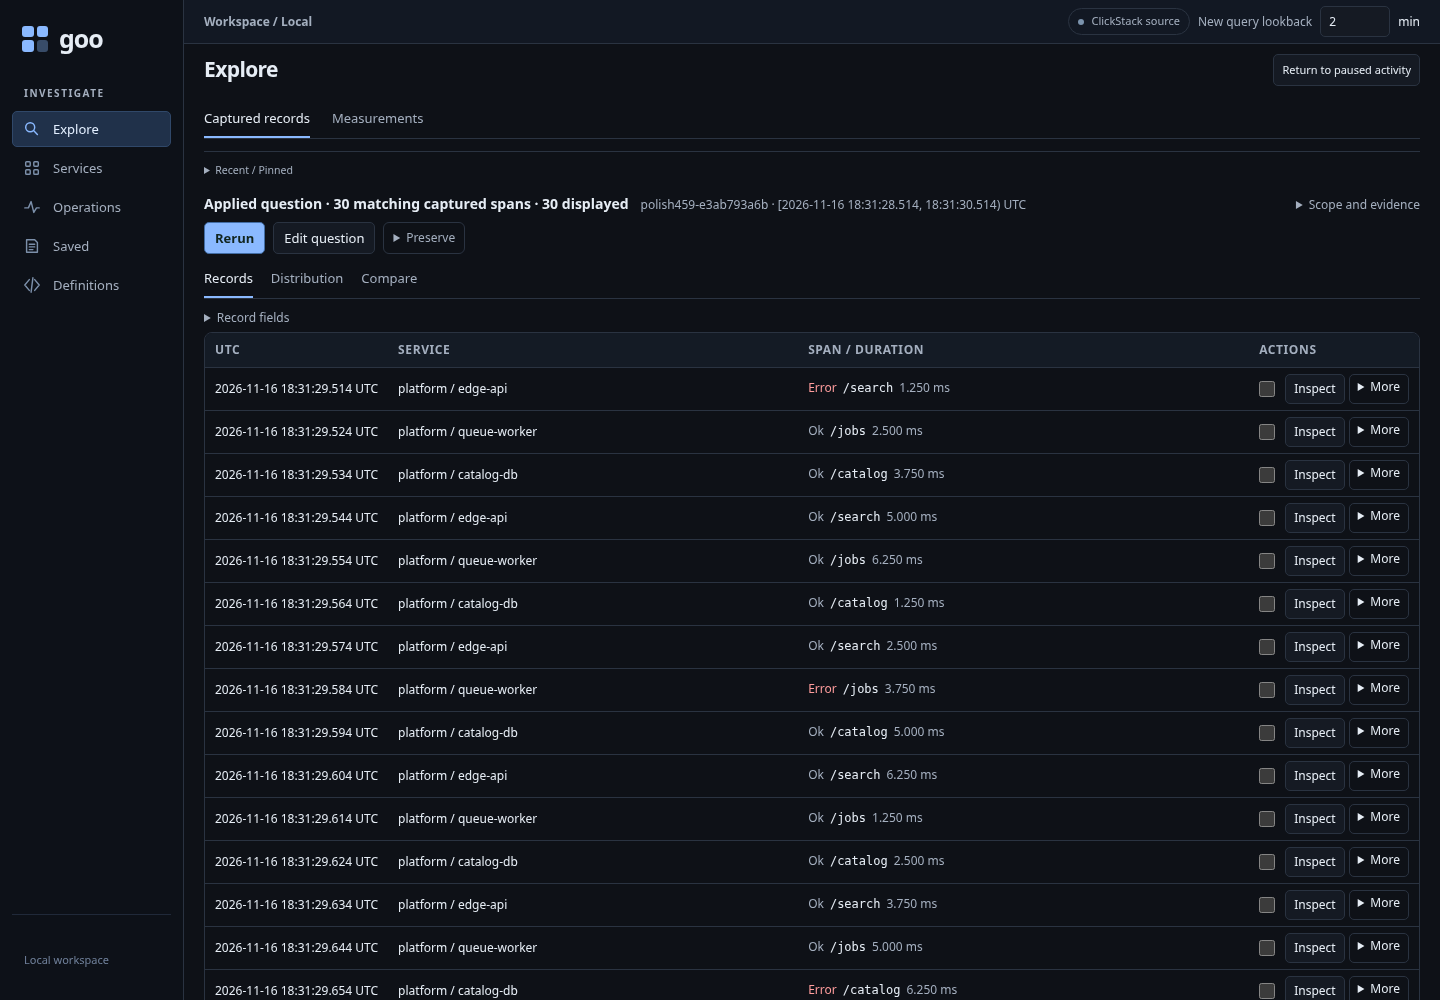 goo
INVESTIGATE
Explore
Services
Operations
Saved
Definitions
Local workspace
Workspace / Local
ClickStack source
New query lookback
2
min
Explore
Return to paused activity
Captured records
Measurements
Recent / Pinned
Applied question · 30 matching captured spans · 30 displayed
polish459-e3ab793a6b · [2026-11-16 18:31:28.514, 18:31:30.514) UTC
Scope and evidence
Rerun
Edit question
Preserve
Records
Distribution
Compare
Record fields
UTC SERVICE SPAN / DURATION ACTIONS
2026-11-16 18:31:29.514 UTC platform / edge-api Error /search 1.250 ms Inspect More
2026-11-16 18:31:29.524 UTC platform / queue-worker Ok /jobs 2.500 ms Inspect More
2026-11-16 18:31:29.534 UTC platform / catalog-db Ok /catalog 3.750 ms Inspect More
2026-11-16 18:31:29.544 UTC platform / edge-api Ok /search 5.000 ms Inspect More
2026-11-16 18:31:29.554 UTC platform / queue-worker Ok /jobs 6.250 ms Inspect More
2026-11-16 18:31:29.564 UTC platform / catalog-db Ok /catalog 1.250 ms Inspect More
2026-11-16 18:31:29.574 UTC platform / edge-api Ok /search 2.500 ms Inspect More
2026-11-16 18:31:29.584 UTC platform / queue-worker Error /jobs 3.750 ms Inspect More
2026-11-16 18:31:29.594 UTC platform / catalog-db Ok /catalog 5.000 ms Inspect More
2026-11-16 18:31:29.604 UTC platform / edge-api Ok /search 6.250 ms Inspect More
2026-11-16 18:31:29.614 UTC platform / queue-worker Ok /jobs 1.250 ms Inspect More
2026-11-16 18:31:29.624 UTC platform / catalog-db Ok /catalog 2.500 ms Inspect More
2026-11-16 18:31:29.634 UTC platform / edge-api Ok /search 3.750 ms Inspect More
2026-11-16 18:31:29.644 UTC platform / queue-worker Ok /jobs 5.000 ms Inspect More
2026-11-16 18:31:29.654 UTC platform / catalog-db Error /catalog 6.250 ms Inspect More